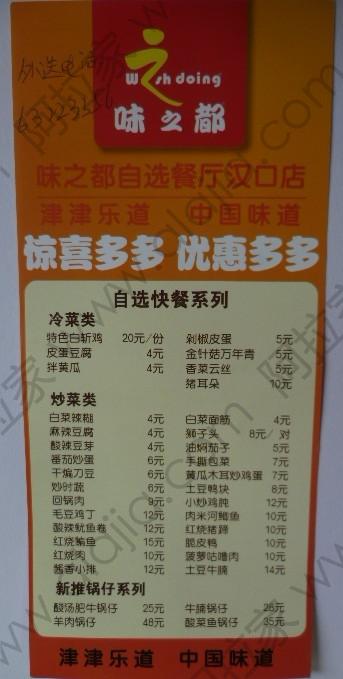 外送电话
63223356
Wishdoing
味之都
味之都自选餐厅汉口店
津津乐道 中国味道
惊喜多多 优惠多多
自选快餐系列
冷菜类
特色白斩鸡 20元/份 剁椒皮蛋 5元
皮蛋豆腐 4元 金针菇万年青 5元
拌黄瓜 4元 香菜云丝 5元
猪耳朵 10元
炒菜类
白菜辣糊 4元 白菜面筋 4元
麻辣豆腐 4元 狮子头 8元/对
酸辣豆芽 4元 油焖茄子 5元
番茄炒蛋 6元 手撕包菜 7元
干煸刀豆 6元 黄瓜木耳炒鸡蛋 7元
炒时蔬 6元 土豆鸭块 8元
回锅肉 9元 小炒鸡肫 12元
毛豆鸡丁 12元 肉米河鲫鱼 10元
酸辣鱿鱼卷 12元 红烧猪蹄 10元
红烧鳊鱼 15元 脆皮鸭 10元
红烧肉 10元 菠萝咕噜肉 10元
酱香小排 12元 土豆牛腩 14元
新推锅仔系列
酸汤肥牛锅仔 25元 牛腩锅仔 26元
羊肉锅仔 48元 酸菜鱼锅仔 35元
津津乐道 中国味道
阿拉家 www.alajia.com